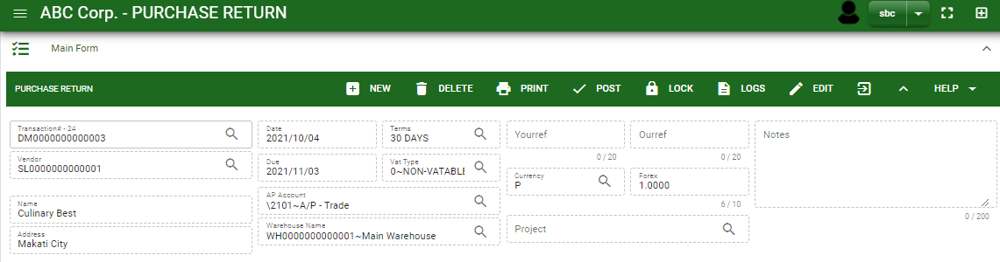 ABC Corp. - PURCHASE RETURN
sbc
Main Form
PURCHASE RETURN
NEW
DELETE
PRINT
POST
LOCK
LOGS
EDIT
HELP
Transaction# - 24
DM0000000000003
Vendor
SL0000000000001
Name
Culinary Best
Address
Makati City
Date
2021/10/04
Terms
30 DAYS
Due
2021/11/03
Vat Type
0~NON-VATABLE
AP Account
\2101~A/P - Trade
Warehouse Name
WH0000000000001~Main Warehouse
Yourref
0 / 20
Ourref
0 / 20
Currency
P
Forex
1.0000
6 / 10
Project
Notes
0 / 200